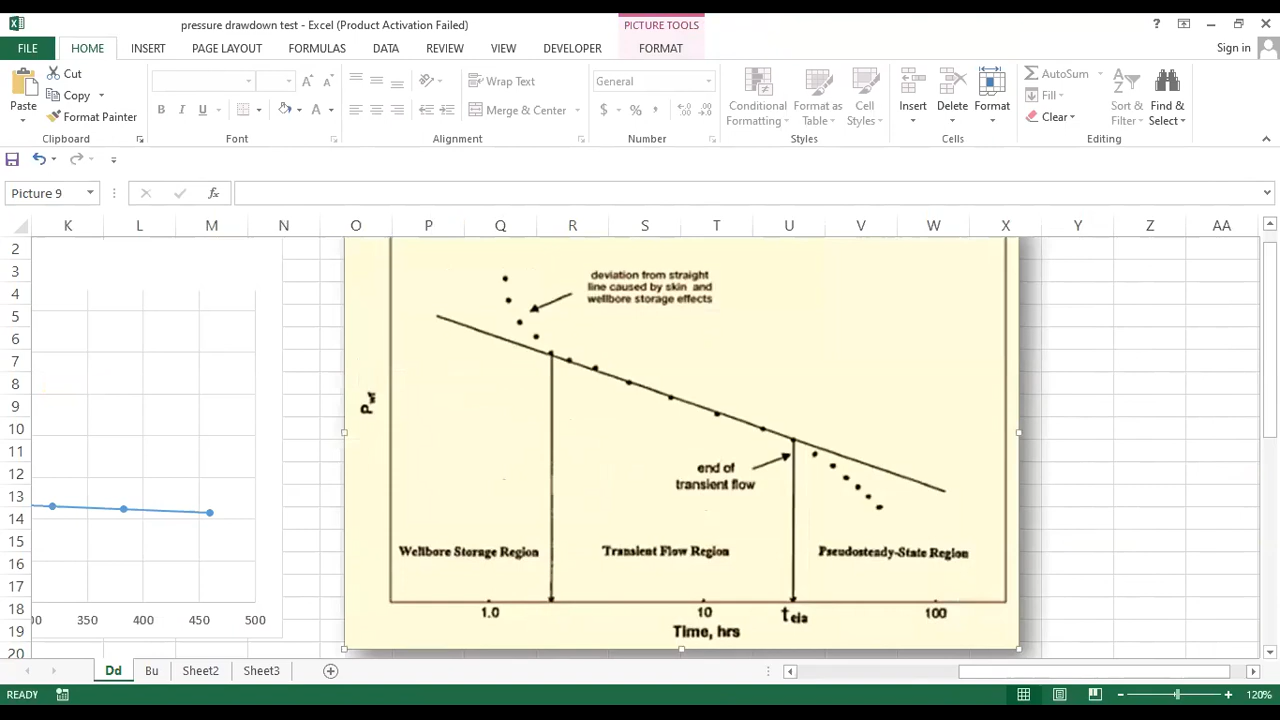 pressure drawdown test - Excel (Product Activation Failed)
PICTURE TOOLS
?
FILE HOME INSERT PAGE LAYOUT FORMULAS DATA REVIEW VIEW DEVELOPER FORMAT Sign in
Paste
Cut
Copy
Format Painter
Clipboard
B I U A A A
Font
Wrap Text
Merge & Center
Alignment
General
$ % ,
Number
Conditional Formatting
Format as Table
Cell Styles
Styles
Insert Delete Format
Cells
AutoSum
Fill
Clear
Sort & Filter
Find & Select
Editing
Picture 9
fx
K L M N O P Q R S T U V W X Y Z AA
2
3
4
5
6
7
8
9
10
11
12
13
14
15
16
17
18
19
20
350 400 450 500
deviation from straight
line caused by skin and
wellbore storage effects
Pwf
end of
transient flow
Wellbore Storage Region Transient Flow Region Pseudosteady-State Region
1.0 10 teia 100
Time, hrs
Dd Bu Sheet2 Sheet3
READY
120%